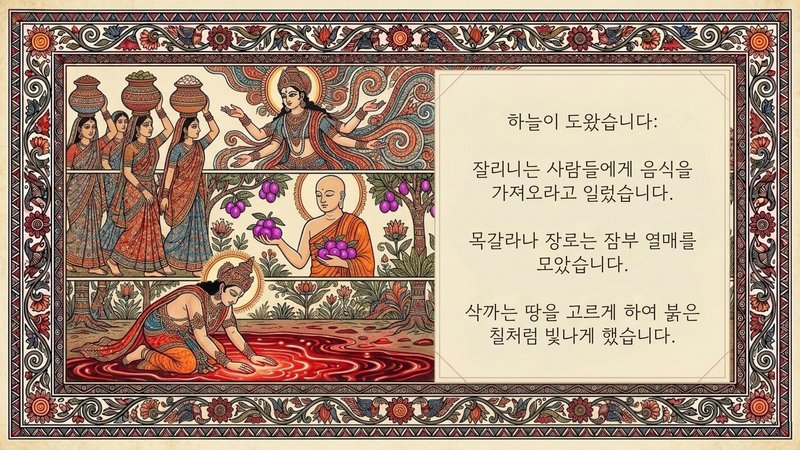 하늘이 도왔습니다:
잘리니는 사람들에게 음식을
가져오라고 일렀습니다.
목갈라나 장로는 잠부 열매를
모았습니다.
삭까는 땅을 고르게 하여 붉은
칠처럼 빛나게 했습니다.